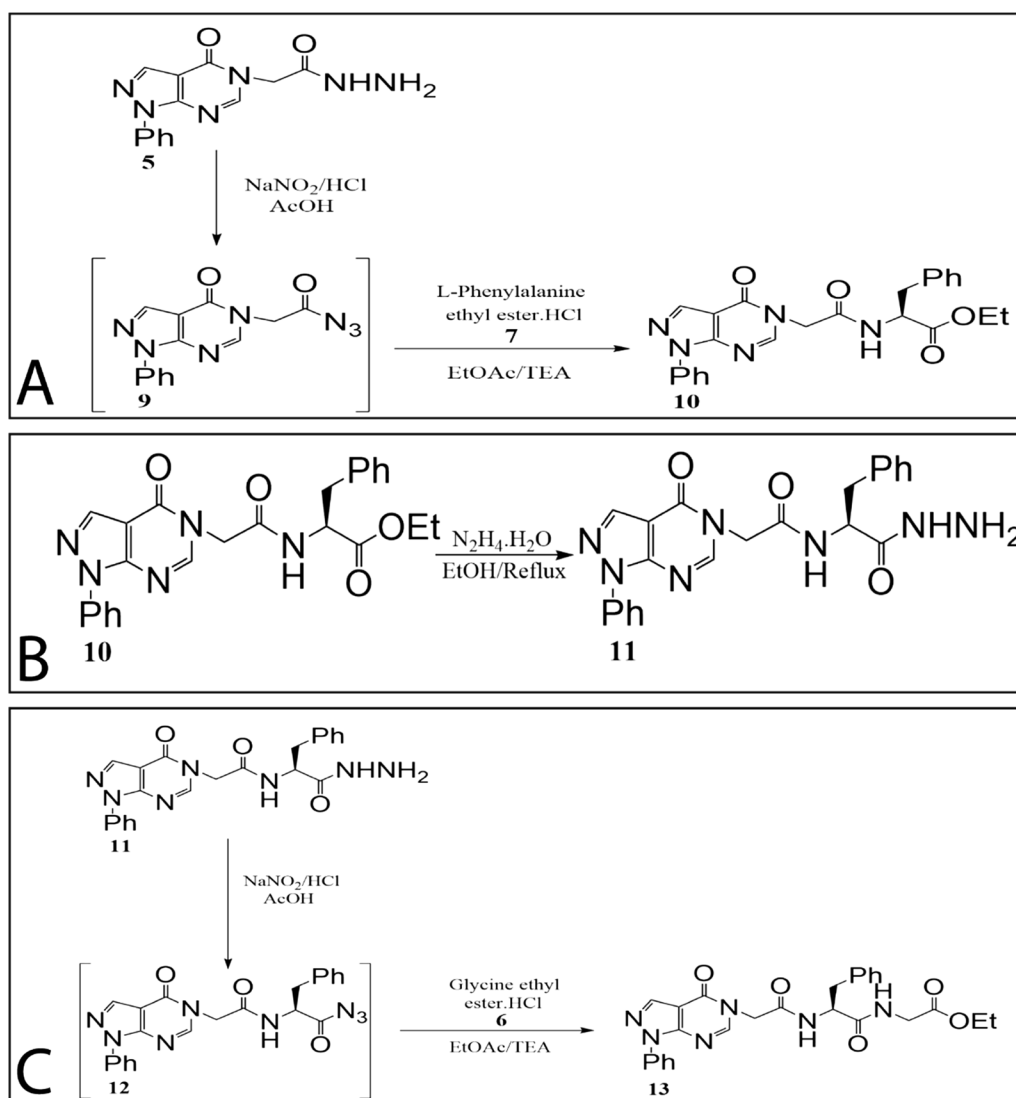 O
N
O
NHNH2
N
N
N
Ph
5
NaNO2/HCl
AcOH
O
N
O
N3
N
N
N
Ph
9
L-Phenylalanine
ethyl ester.HCl
7
EtOAc/TEA
O
N
O
N
H
Ph
OEt
O
N
N
N
Ph
10
A
O
N
O
N
H
Ph
OEt
O
N
N
N
Ph
10
N2H4.H2O
EtOH/Reflux
O
N
O
N
H
Ph
NHNH2
O
N
N
N
Ph
11
B
O
N
O
N
H
Ph
NHNH2
O
N
N
N
Ph
11
NaNO2/HCl
AcOH
O
N
O
N
H
Ph
N3
O
N
N
N
Ph
12
Glycine ethyl
ester.HCl
6
EtOAc/TEA
O
N
O
N
H
Ph
O
H
N
O
OEt
N
N
N
Ph
13
C